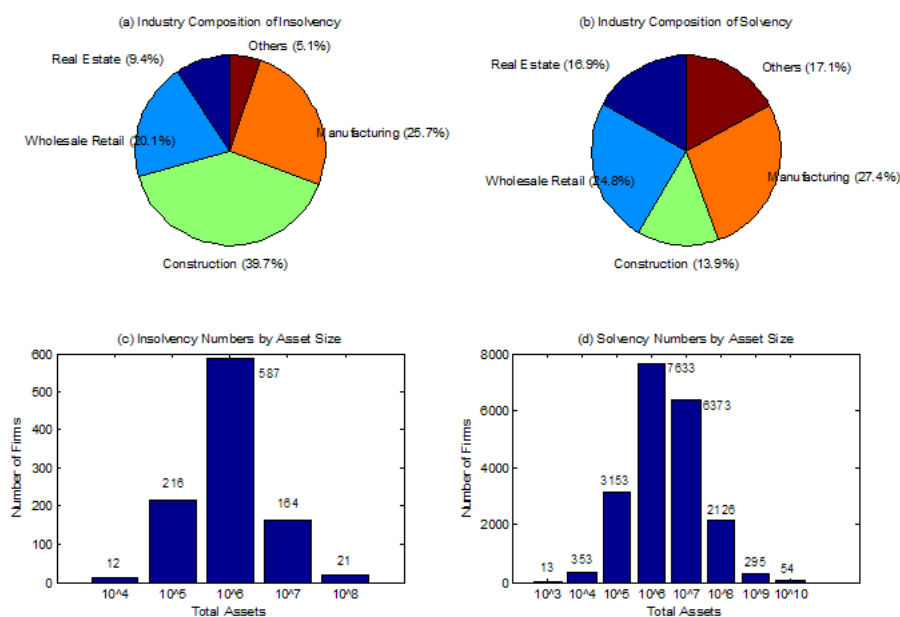 (a) Industry Composition of Insolvency
Others (5.1%)
Real Estate (9.4%)
Manufacturing (25.7%)
Wholesale Retail (20.1%)
Construction (39.7%)
(b) Industry Composition of Solvency
Real Estate (16.9%)
Others (17.1%)
Wholesale Retail (24.8%)
Manufacturing (27.4%)
Construction (13.9%)
(c) Insolvency Numbers by Asset Size
600
500
400
300
200
100
0
Number of Firms
12
216
587
164
21
10^4 10^5 10^6 10^7 10^8
Total Assets
(d) Solvency Numbers by Asset Size
8000
6000
4000
2000
0
Number of Firms
13
353
3153
7633
6373
2126
295
54
10^3 10^4 10^5 10^6 10^7 10^8 10^9 10^10
Total Assets